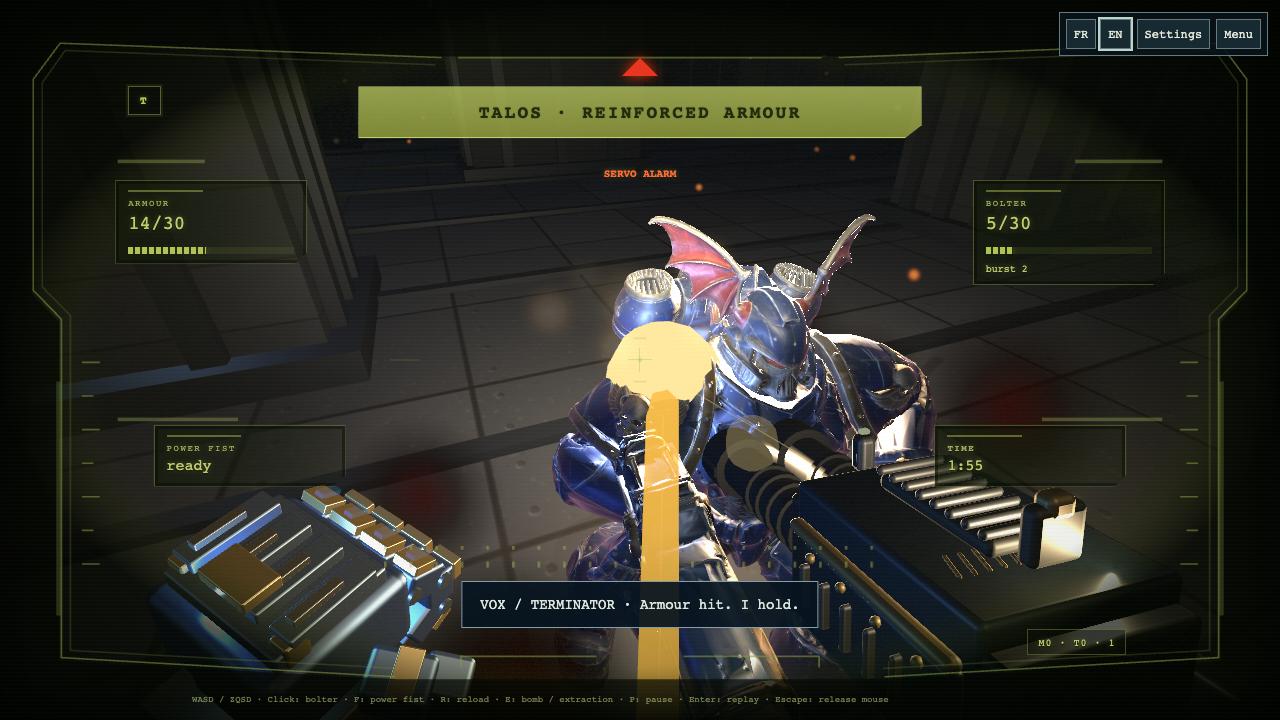 FR EN Settings Menu
T
TALOS · REINFORCED ARMOUR
SERVO ALARM
ARMOUR
14/30
BOLTER
5/30
burst 2
POWER FIST
ready
TIME
1:55
VOX / TERMINATOR · Armour hit. I hold.
M0 · T0 · 1
WASD / ZQSD · Click: bolter · F: power fist · R: reload · E: bomb / extraction · P: pause · Enter: replay · Escape: release mouse